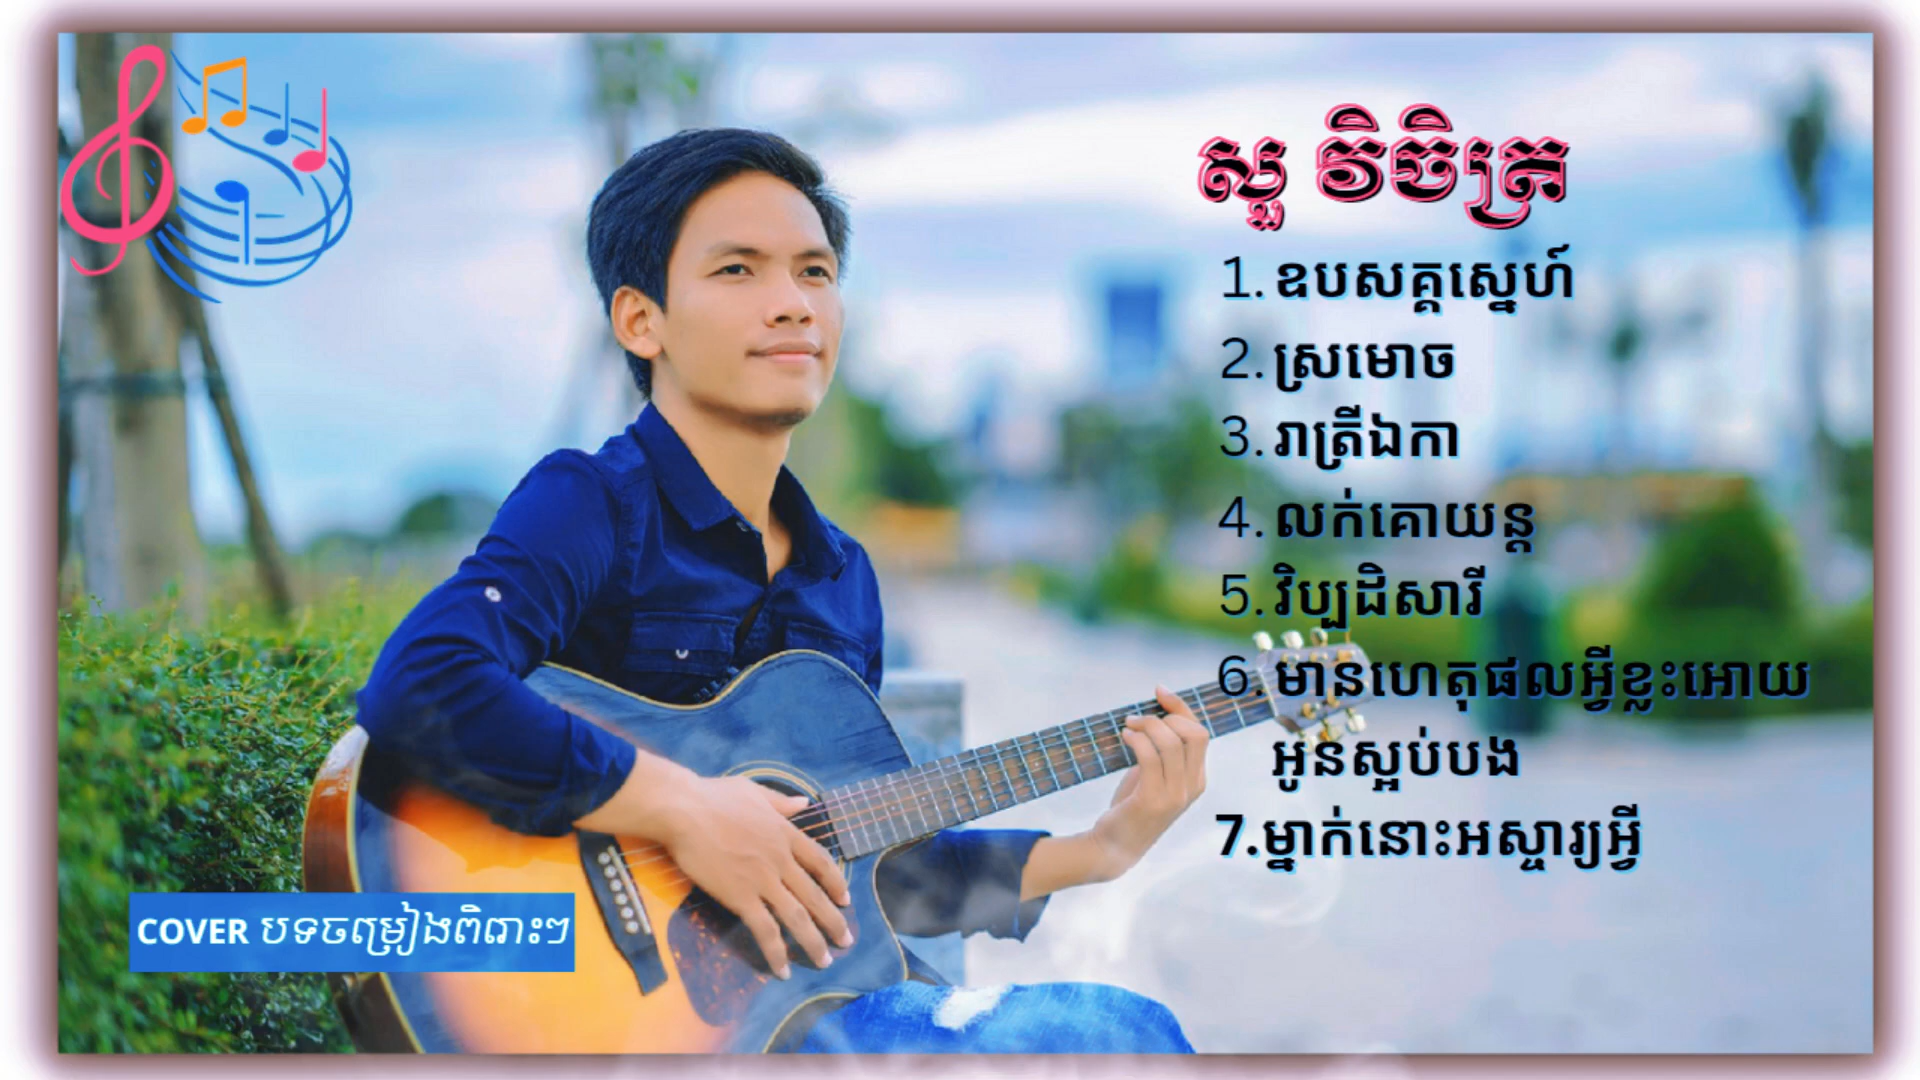 សួ វិចិត្រ
1. ឧបសគ្គស្នេហ៍
2. ស្រមោច
3. រាត្រីឯកា
4. លក់គោយន្ត
5. វិប្បដិសារី
6. មានហេតុផលអ្វីខ្លះអោយ
អូនស្អប់បង
7.ម្នាក់នោះអស្ចារ្យអ្វី
COVER បទចម្រៀងពិរោះៗ